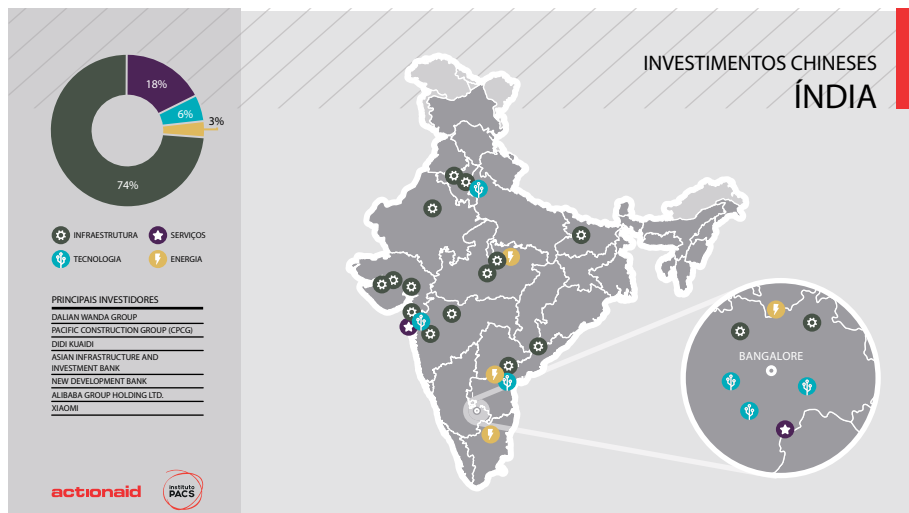 INVESTIMENTOS CHINESES
ÍNDIA
18%
6%
3%
74%
INFRAESTRUTURA
SERVIÇOS
TECNOLOGIA
ENERGIA
PRINCIPAIS INVESTIDORES
DALIAN WANDA GROUP
PACIFIC CONSTRUCTION GROUP (CPCG)
DIDI KUAIDI
ASIAN INFRASTRUCTURE AND
INVESTMENT BANK
NEW DEVELOPMENT BANK
ALIBABA GROUP HOLDING LTD.
XIAOMI
BANGALORE
actionaid
instituto
PACS